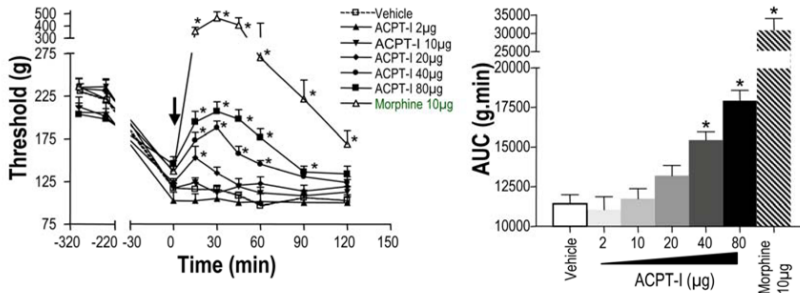 500
400
300
275
225
175
125
75
Threshold (g)
-320
-220
-30
0
30
60
90
120
150
Time (min)
Vehicle
ACPT-I 2µg
ACPT-I 10µg
ACPT-I 20µg
ACPT-I 40µg
ACPT-I 80µg
Morphine 10µg
* * * * * *
* * * *
* *
*
35000
30000
20000
17500
15000
12500
10000
AUC (g.min)
* * *
Vehicle
2
10
20
40
80
Morphine
10µg
ACPT-I (µg)